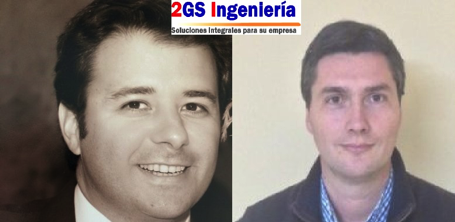 2GS Ingeniería
Soluciones Integrales para su empresa